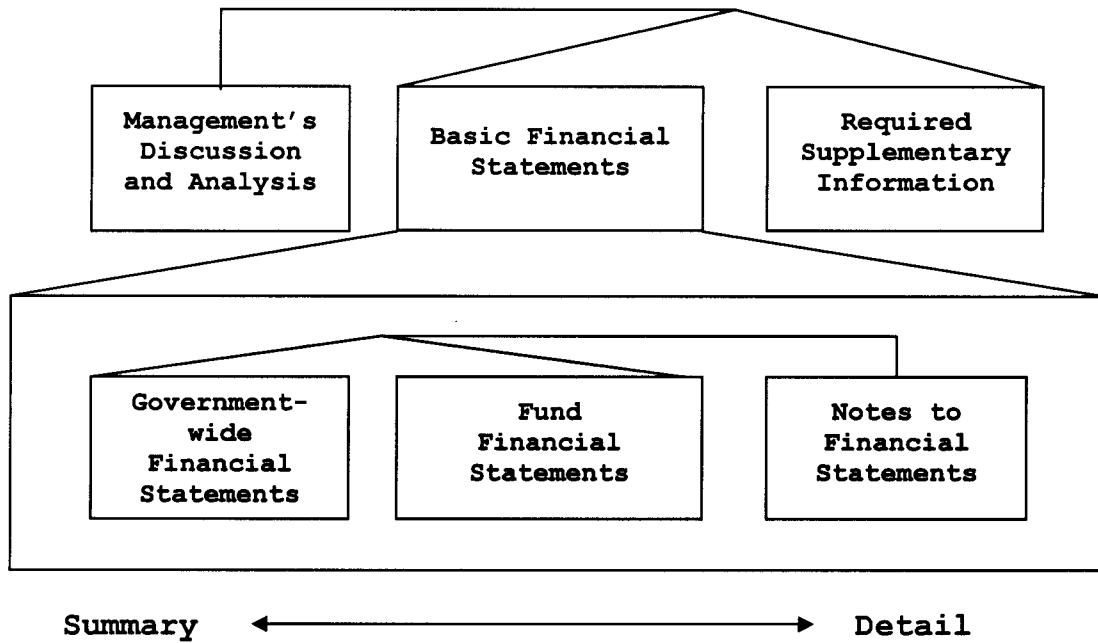 Management's
Discussion
and Analysis
Basic Financial
Statements
Required
Supplementary
Information
Government-
wide
Financial
Statements
Fund
Financial
Statements
Notes to
Financial
Statements
Summary
Detail